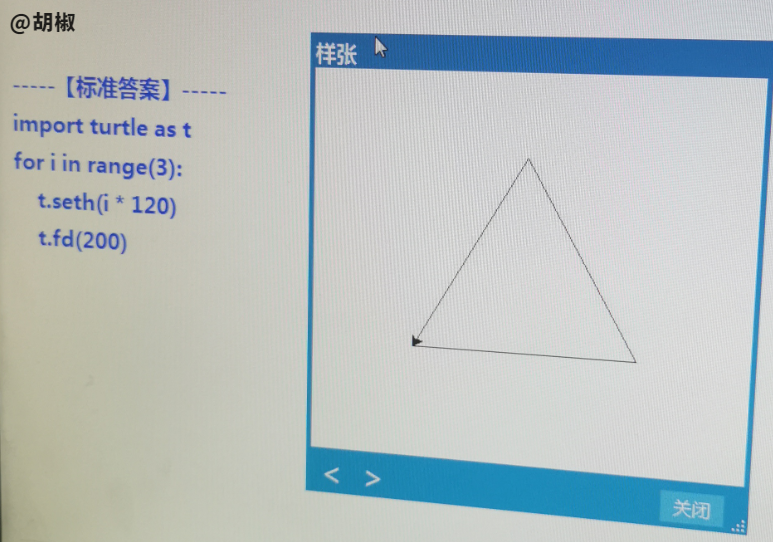 @胡椒
-----【标准答案】-----
import turtle as t
for i in range(3):
t.seth(i * 120)
t.fd(200)
样张
< >
关闭